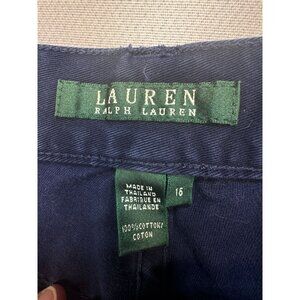 LAUREN
RALPH LAUREN
MADE IN
THAILAND
FABRIQUE EN
THAILANDE
16
100%COTTON/
COTON